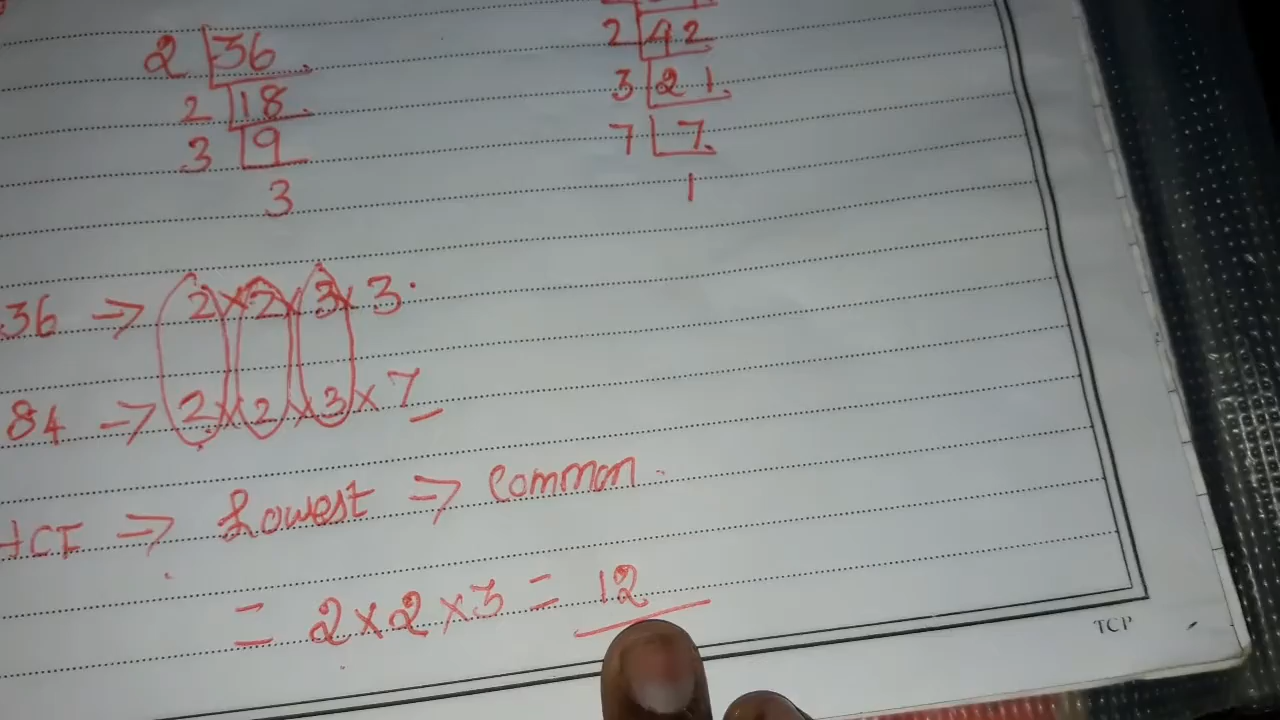 2 36
2 18
3 9
3
2 42
3 21
7 7
1
36 => 2 x 2 x 3 x 3
84 => 2 x 2 x 3 x 7
HCF => Lowest => Common
= 2 x 2 x 3 = 12
TCP